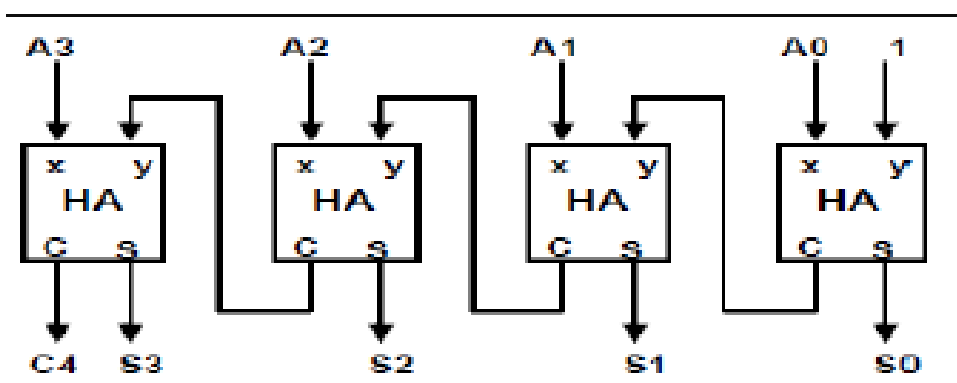 A3 A2 A1 A0 1
x y x y x y x y
HA HA HA HA
C S C S C S C S
C4 S3 S2 S1 S0